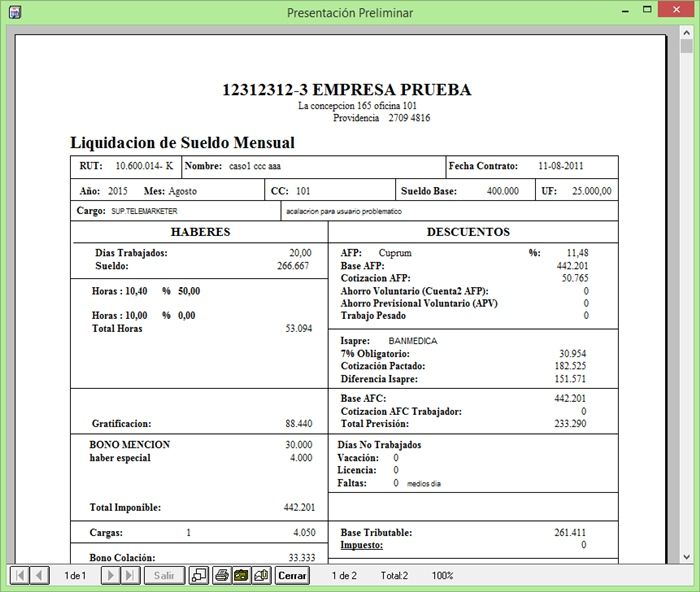 Presentación Preliminar
12312312-3 EMPRESA PRUEBA
La concepcion 165 oficina 101
Providencia 2709 4816
Liquidacion de Sueldo Mensual
RUT: 10.600.014- K Nombre: caso1 ccc aaa Fecha Contrato: 11-08-2011
Año: 2015 Mes: Agosto CC: 101 Sueldo Base: 400.000 UF: 25.000,00
Cargo: SUP.TELEMARKETER acalacrion para usuario problematico
HABERES DESCUENTOS
Días Trabajados: 20,00 AFP: Cuprum %: 11,48
Sueldo: 266.667 Base AFP: 442.201
Cotizacion AFP: 50.765
Horas : 10,40 % 50,00 Ahorro Voluntario (Cuenta2 AFP): 0
Ahorro Previsional Voluntario (APV) 0
Horas : 10,00 % 0,00 Trabajo Pesado 0
Total Horas 53.094
Isapre: BANMEDICA
7% Obligatorio: 30.954
Cotización Pactado: 182.525
Diferencia Isapre: 151.571
Base AFC: 442.201
Cotizacion AFC Trabajador: 0
Gratificacion: 88.440 Total Previsión: 233.290
BONO MENCION 30.000 Días No Trabajados
haber especial 4.000 Vacación: 0
Licencia: 0
Faltas: 0 medios dia
Total Imponible: 442.201
Cargas: 1 4.050 Base Tributable: 261.411
Impuesto: 0
Bono Colación: 33.333
1 de 1 Salir Cerrar 1 de 2 Total:2 100%